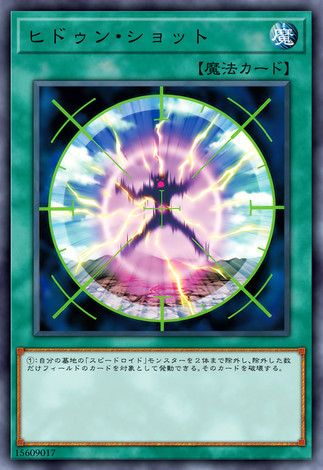 ヒドゥン・ショット
魔
【魔法カード】
①:自分の墓地の「スピードロイド」モンスターを2体まで除外し、除外した数
だけフィールドのカードを対象として発動できる。そのカードを破壊する。
15609017